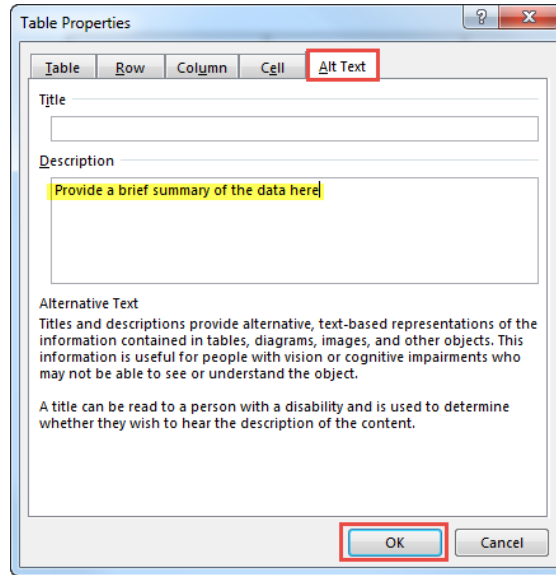 Table Properties
?
X
Table Row Column Cell Alt Text
Title
Description
Provide a brief summary of the data here
Alternative Text
Titles and descriptions provide alternative, text-based representations of the
information contained in tables, diagrams, images, and other objects. This
information is useful for people with vision or cognitive impairments who
may not be able to see or understand the object.
A title can be read to a person with a disability and is used to determine
whether they wish to hear the description of the content.
OK Cancel